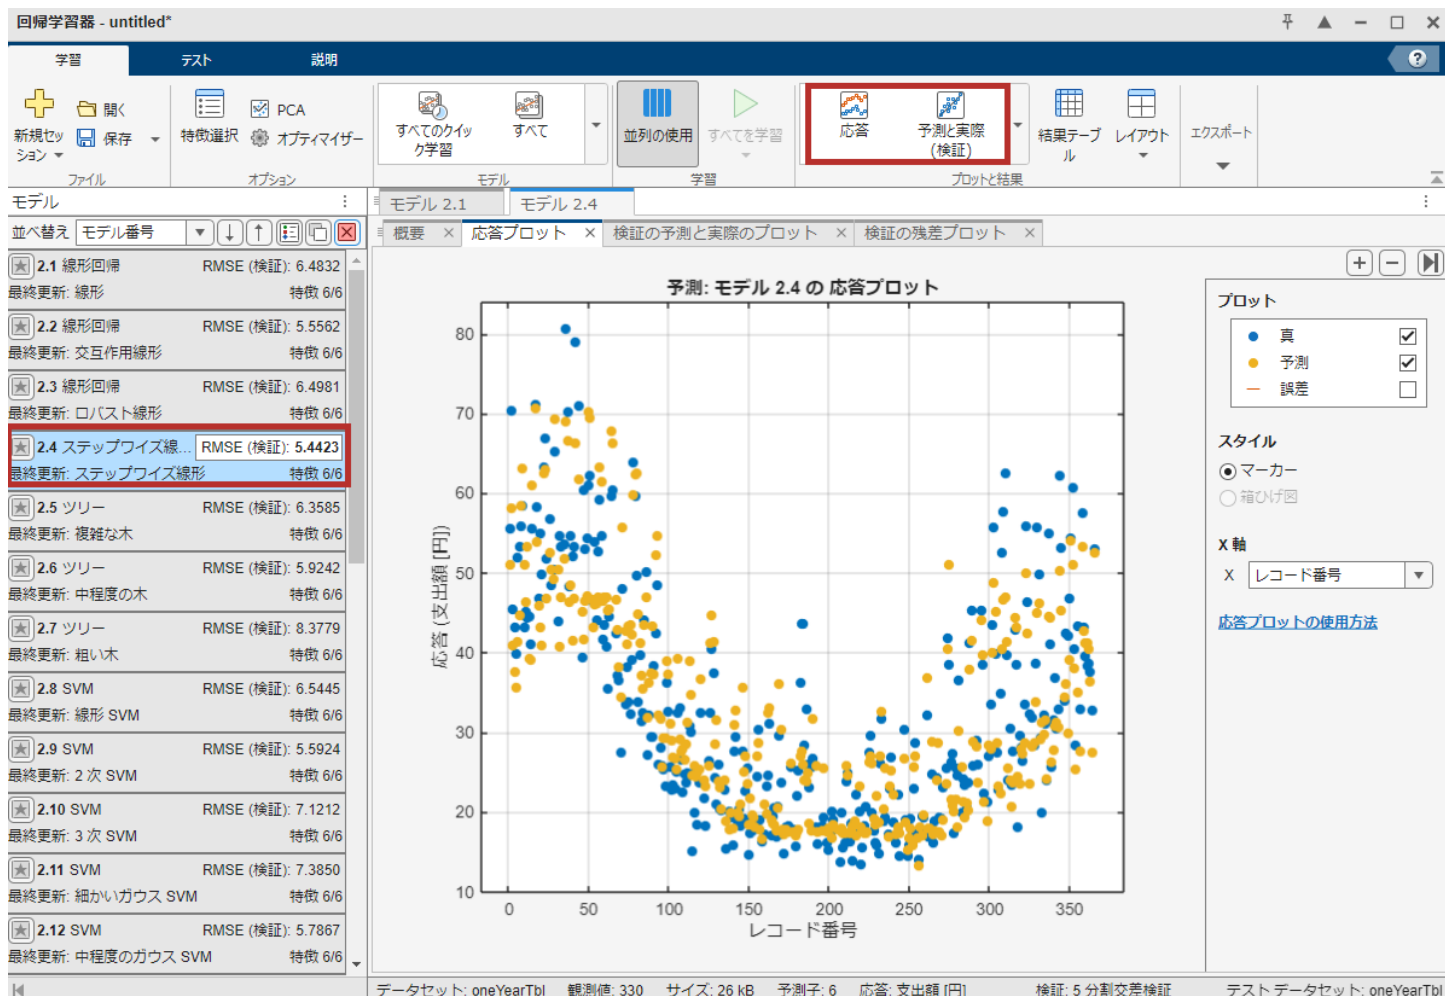 回帰学習器 - untitled*
学習 テスト 説明
新規セッション
開く
保存
ファイル
特徴選択
PCA
オプティマイザー
オプション
すべてのクイック学習
すべて
モデル
並列の使用
すべてを学習
学習
応答
予測と実際 (検証)
結果テーブル
レイアウト
プロットと結果
エクスポート
モデル
並べ替え モデル番号
2.1 線形回帰 RMSE (検証): 6.4832
最終更新: 線形 特徴 6/6
2.2 線形回帰 RMSE (検証): 5.5562
最終更新: 交互作用線形 特徴 6/6
2.3 線形回帰 RMSE (検証): 6.4981
最終更新: ロバスト線形 特徴 6/6
2.4 ステップワイズ線... RMSE (検証): 5.4423
最終更新: ステップワイズ線形 特徴 6/6
2.5 ツリー RMSE (検証): 6.3585
最終更新: 複雑な木 特徴 6/6
2.6 ツリー RMSE (検証): 5.9242
最終更新: 中程度の木 特徴 6/6
2.7 ツリー RMSE (検証): 8.3779
最終更新: 粗い木 特徴 6/6
2.8 SVM RMSE (検証): 6.5445
最終更新: 線形 SVM 特徴 6/6
2.9 SVM RMSE (検証): 5.5924
最終更新: 2 次 SVM 特徴 6/6
2.10 SVM RMSE (検証): 7.1212
最終更新: 3 次 SVM 特徴 6/6
2.11 SVM RMSE (検証): 7.3850
最終更新: 細かいガウス SVM 特徴 6/6
2.12 SVM RMSE (検証): 5.7867
最終更新: 中程度のガウス SVM 特徴 6/6
モデル 2.1 モデル 2.4
概要 応答プロット 検証の予測と実際のプロット 検証の残差プロット
予測: モデル 2.4 の 応答プロット
応答 (支出額 [円])
80
70
60
50
40
30
20
10
0 50 100 150 200 250 300 350
レコード番号
プロット
真
予測
誤差
スタイル
マーカー
箱ひげ図
X 軸
X レコード番号
応答プロットの使用方法
データセット: oneYearTbl 観測値: 330 サイズ: 26 kB 予測子: 6 応答: 支出額 [円] 検証: 5 分割交差検証 テスト データセット: oneYearTbl